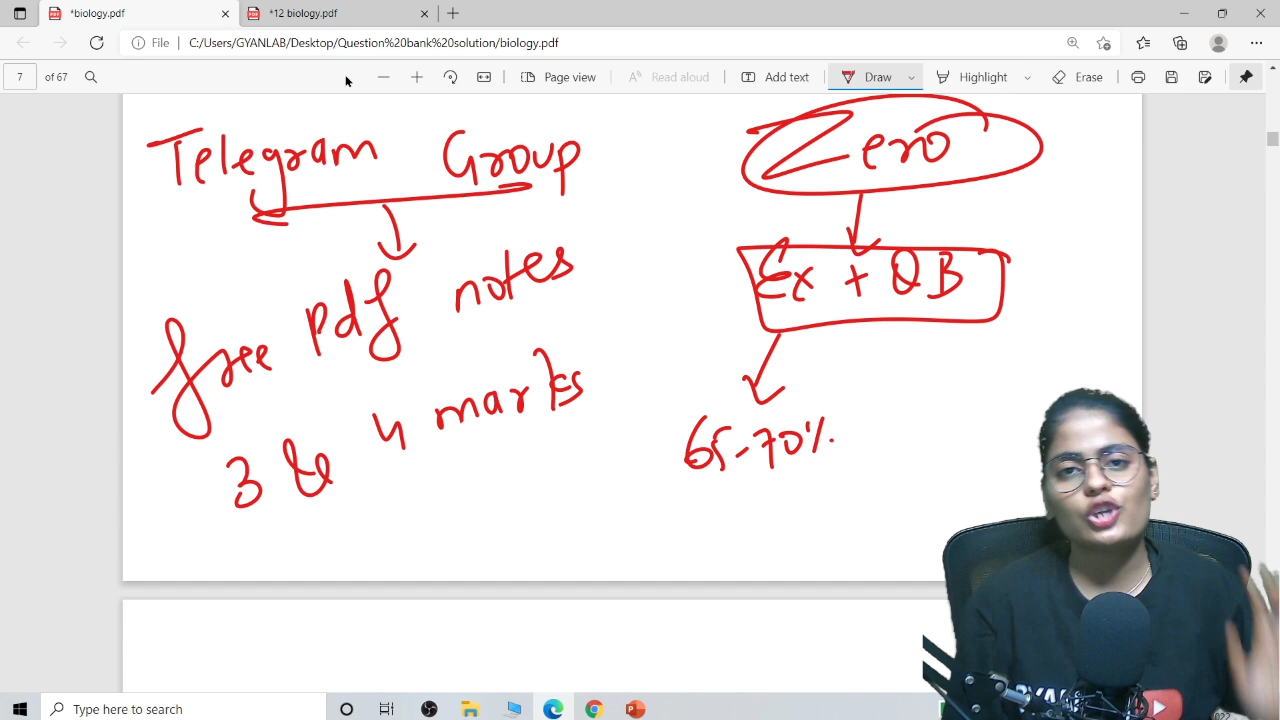 *biology.pdf
*12 biology.pdf
File C:/Users/GYANLAB/Desktop/Question%20bank%20solution/biology.pdf
7 of 67 Page view Read aloud Add text Draw Highlight Erase
Telegram Group
free pdf notes
3 & 4 marks
Zero
Ex + QB
65-70%
GYANL
Type here to search